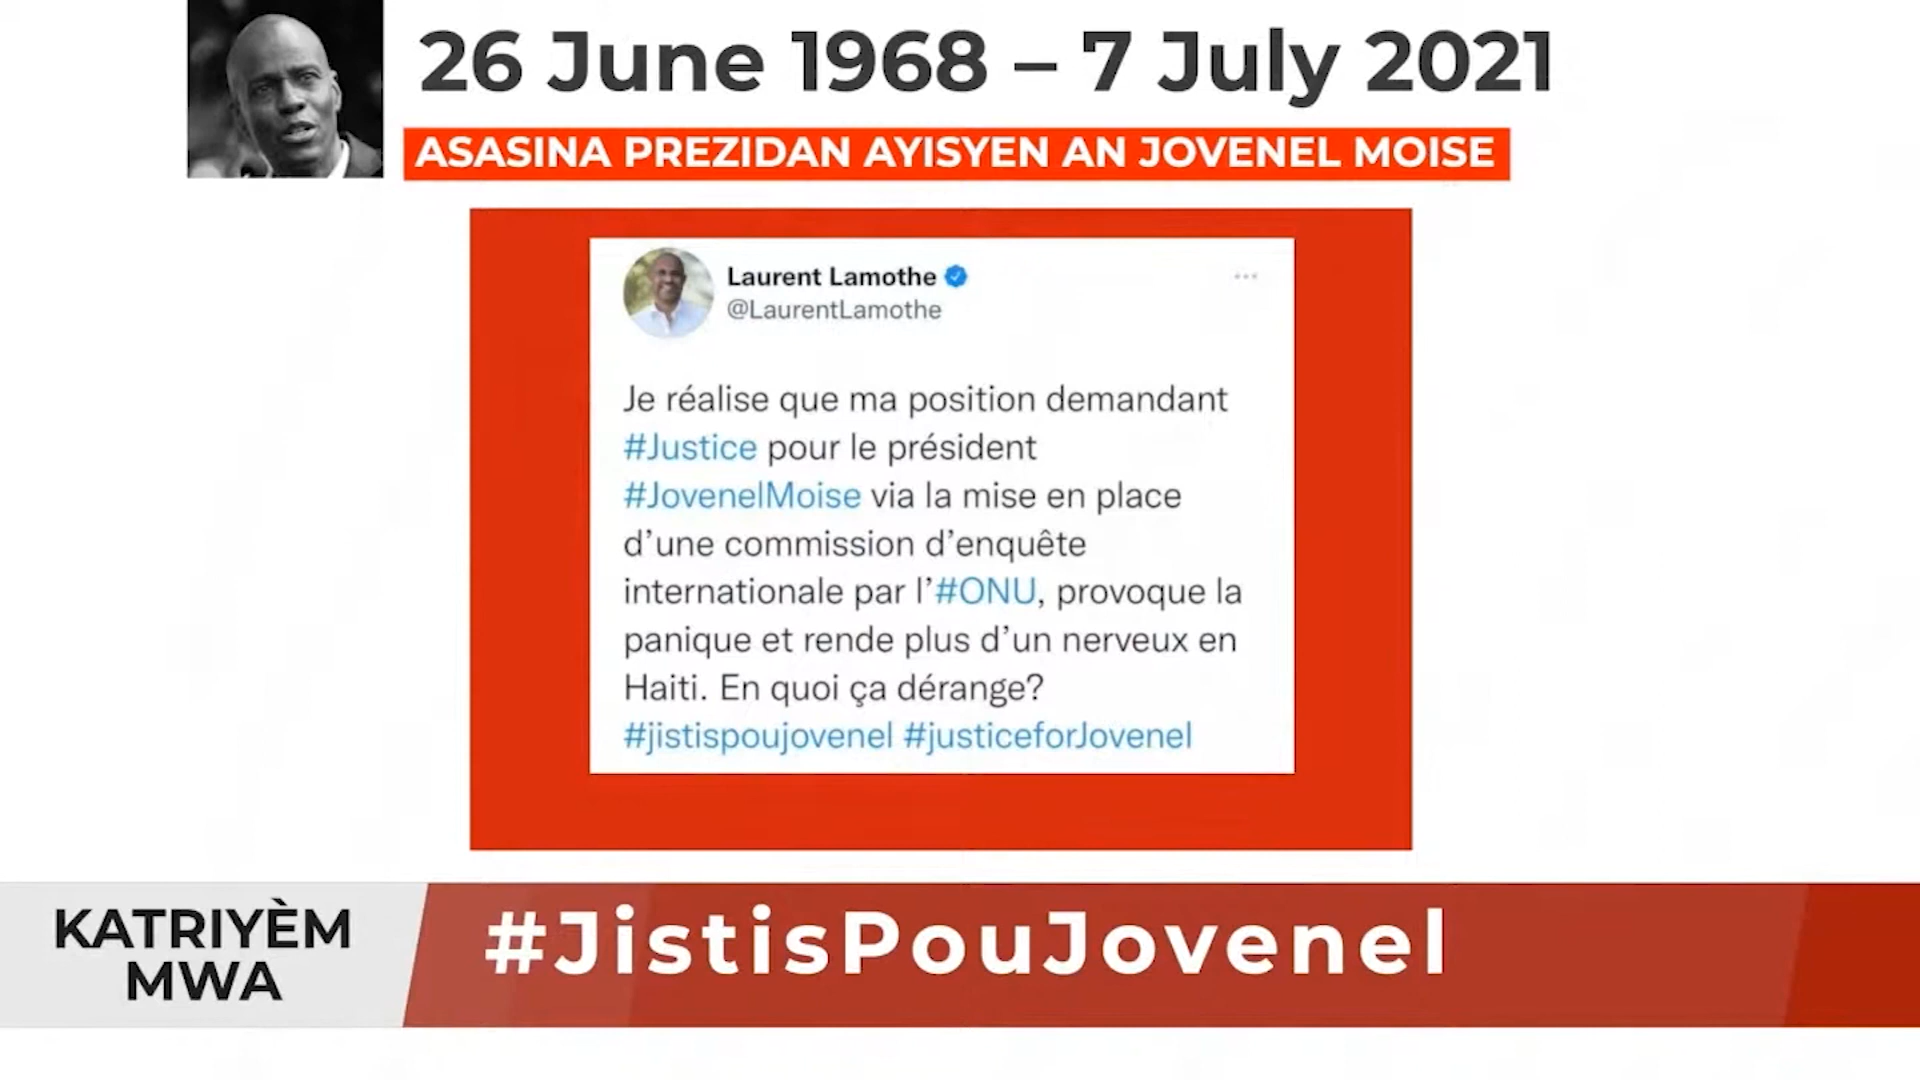 26 June 1968 – 7 July 2021
ASASINA PREZIDAN AYISYEN AN JOVENEL MOISE
Laurent Lamothe
@LaurentLamothe
Je réalise que ma position demandant
#Justice pour le président
#JovenelMoise via la mise en place
d’une commission d’enquête
internationale par l’#ONU, provoque la
panique et rende plus d’un nerveux en
Haiti. En quoi ça dérange?
#jistispoujovenel #justiceforJovenel
KATRIYÈM
MWA
#JistisPouJovenel